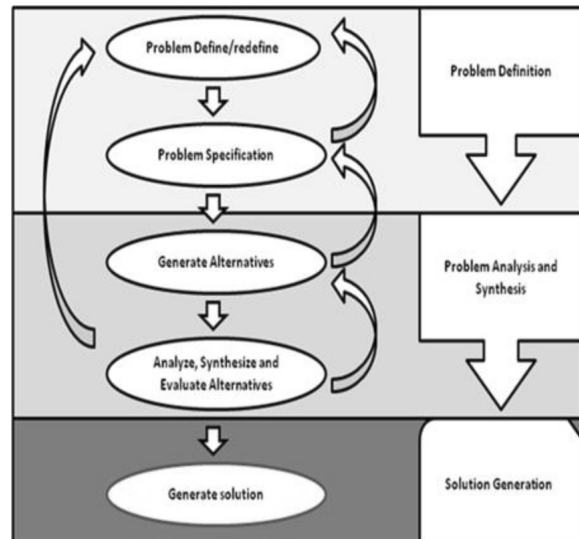 Problem Define/redefine
Problem Definition
Problem Specification
Generate Alternatives
Problem Analysis and
Synthesis
Analyze, Synthesize and
Evaluate Alternatives
Generate solution
Solution Generation